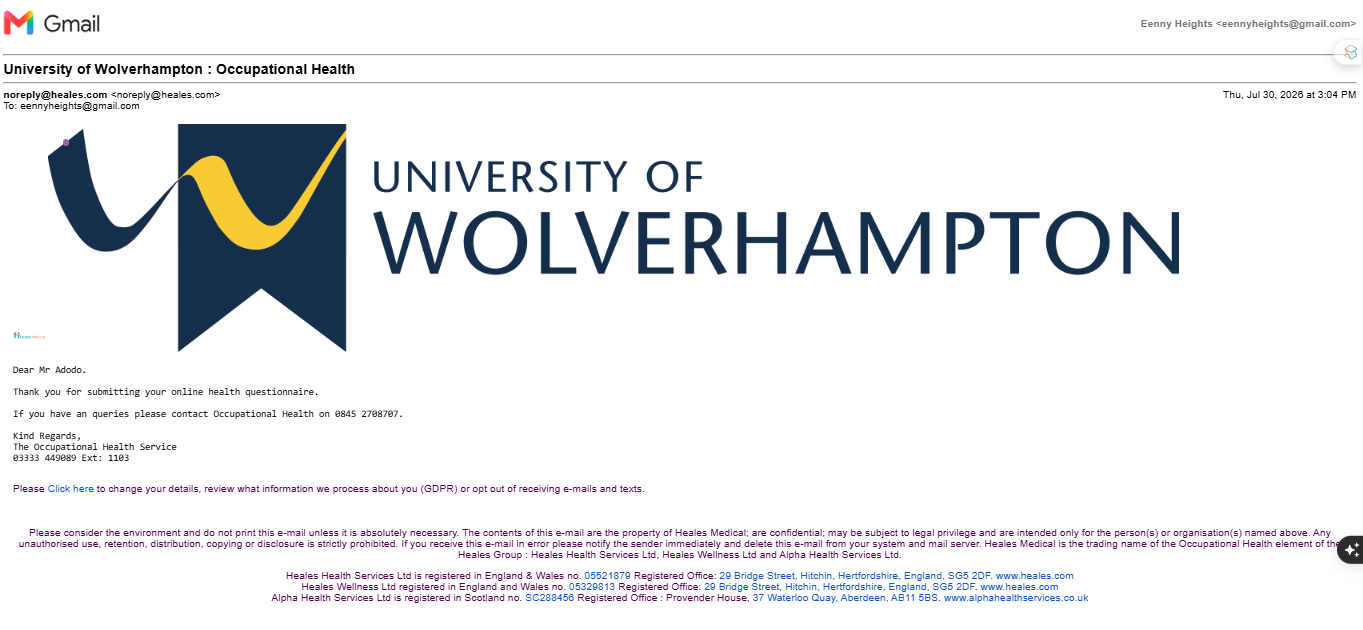 Gmail
Eenny Heights <eennyheights@gmail.com>
University of Wolverhampton : Occupational Health
noreply@heales.com <noreply@heales.com>
Thu, Jul 30, 2026 at 3:04 PM
To: eennyheights@gmail.com
UNIVERSITY OF
WOLVERHAMPTON
Dear Mr Adodo.
Thank you for submitting your online health questionnaire.
If you have an queries please contact Occupational Health on 0845 2708707.
Kind Regards,
The Occupational Health Service
03333 449089 Ext: 1103
Please Click here to change your details, review what information we process about you (GDPR) or opt out of receiving e-mails and texts.
Please consider the environment and do not print this e-mail unless it is absolutely necessary. The contents of this e-mail are the property of Heales Medical; are confidential; may be subject to legal privilege and are intended only for the person(s) or organisation(s) named above. Any
unauthorised use, retention, distribution, copying or disclosure is strictly prohibited. If you receive this e-mail in error please notify the sender immediately and delete this e-mail from your system and mail server. Heales Medical is the trading name of the Occupational Health element of the
Heales Group : Heales Health Services Ltd, Heales Wellness Ltd and Alpha Health Services Ltd.
Heales Health Services Ltd is registered in England & Wales no. 05521879 Registered Office: 29 Bridge Street, Hitchin, Hertfordshire, England, SG5 2DF. www.heales.com
Heales Wellness Ltd registered in England and Wales no. 05329813 Registered Office: 29 Bridge Street, Hitchin, Hertfordshire, England, SG5 2DF. www.heales.com
Alpha Health Services Ltd is registered in Scotland no. SC288456 Registered Office : Provender House, 37 Waterloo Quay, Aberdeen, AB11 5BS. www.alphahealthservices.co.uk